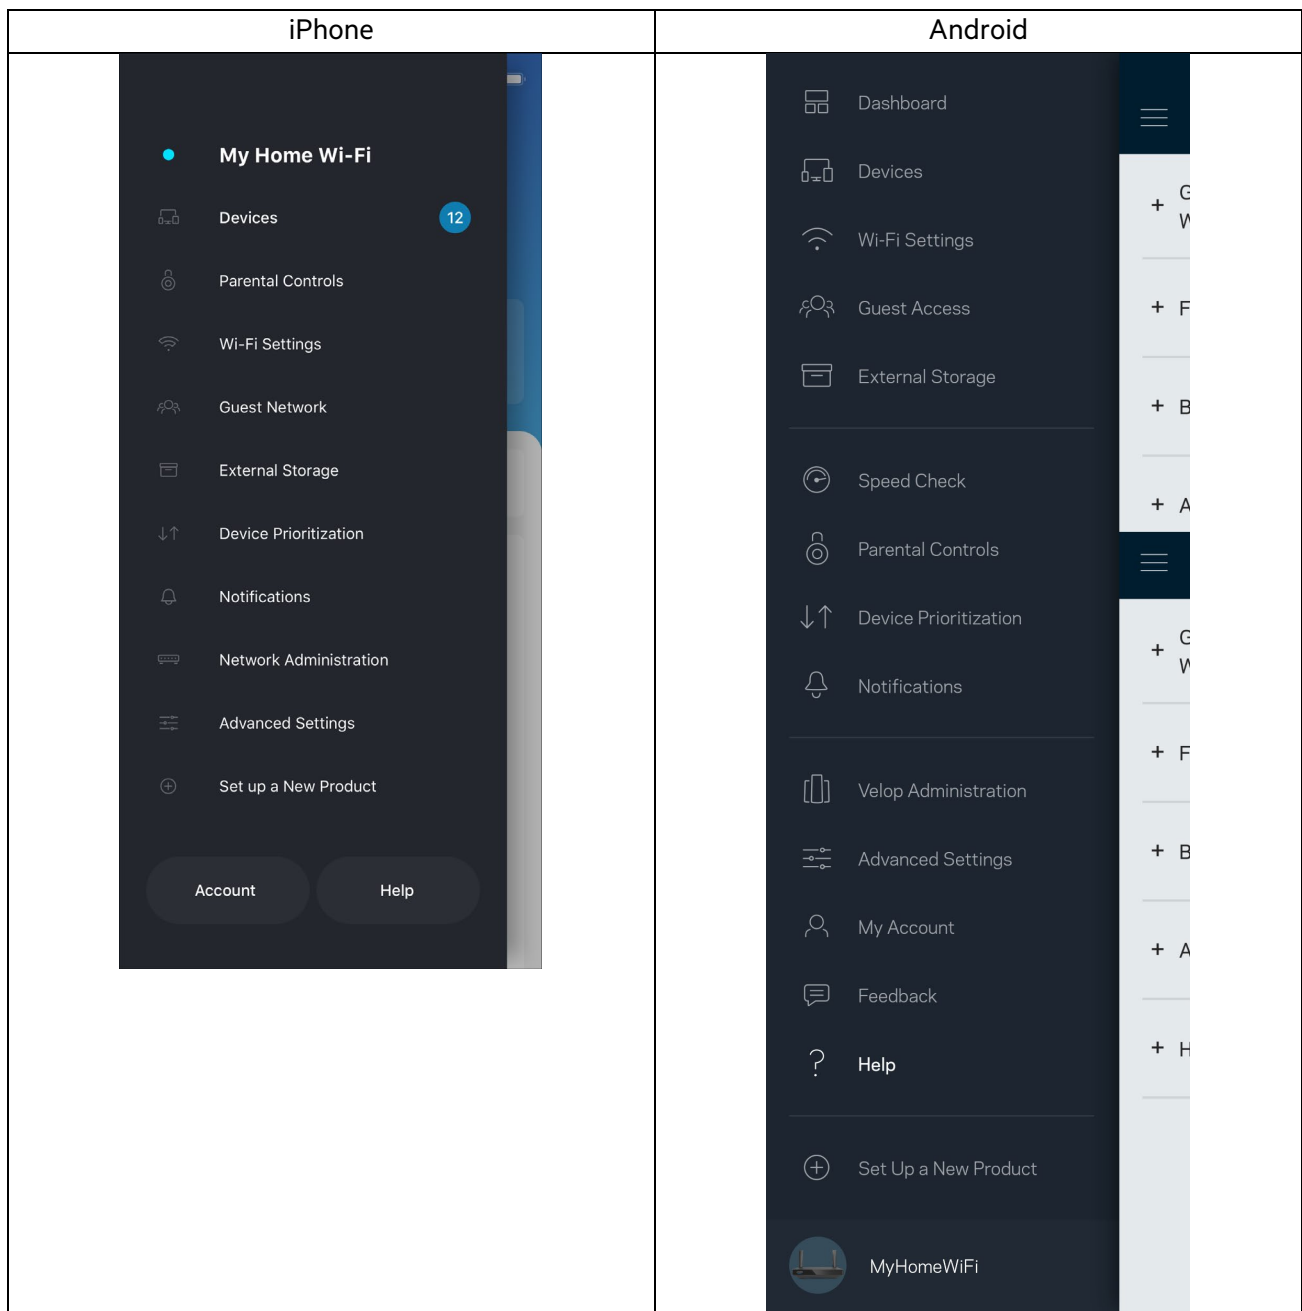 iPhone
Android
My Home Wi-Fi
Devices
12
Parental Controls
Wi-Fi Settings
Guest Network
External Storage
Device Prioritization
Notifications
Network Administration
Advanced Settings
Set up a New Product
Account
Help
Dashboard
Devices
Wi-Fi Settings
Guest Access
External Storage
Speed Check
Parental Controls
Device Prioritization
Notifications
Velop Administration
Advanced Settings
My Account
Feedback
Help
Set Up a New Product
MyHomeWiFi
+ G
+ F
+ B
+ A
+ G
+ F
+ B
+ A
+ H